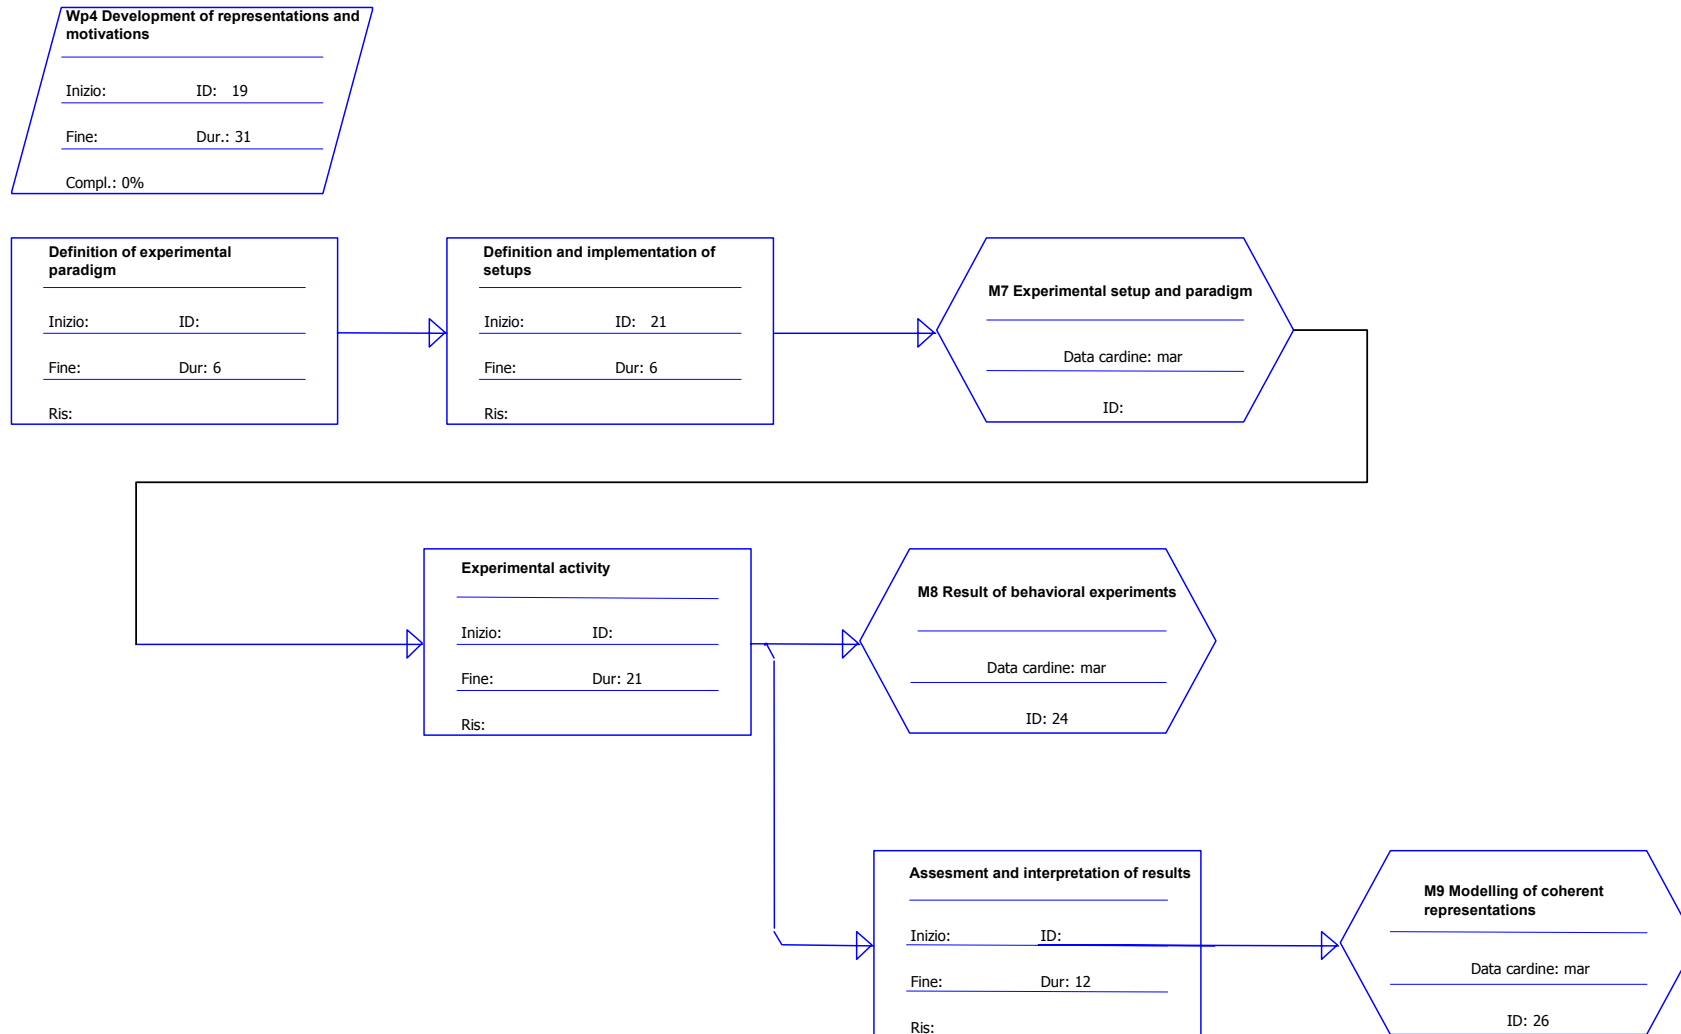 Wp4 Development of representations and
motivations
Inizio: ID: 19
Fine: Dur.: 31
Compl.: 0%
Definition of experimental
paradigm
Inizio: ID:
Fine: Dur: 6
Ris:
Definition and implementation of
setups
Inizio: ID: 21
Fine: Dur: 6
Ris:
M7 Experimental setup and paradigm
Data cardine: mar
ID:
Experimental activity
Inizio: ID:
Fine: Dur: 21
Ris:
M8 Result of behavioral experiments
Data cardine: mar
ID: 24
Assesment and interpretation of results
Inizio: ID:
Fine: Dur: 12
Ris:
M9 Modelling of coherent
representations
Data cardine: mar
ID: 26